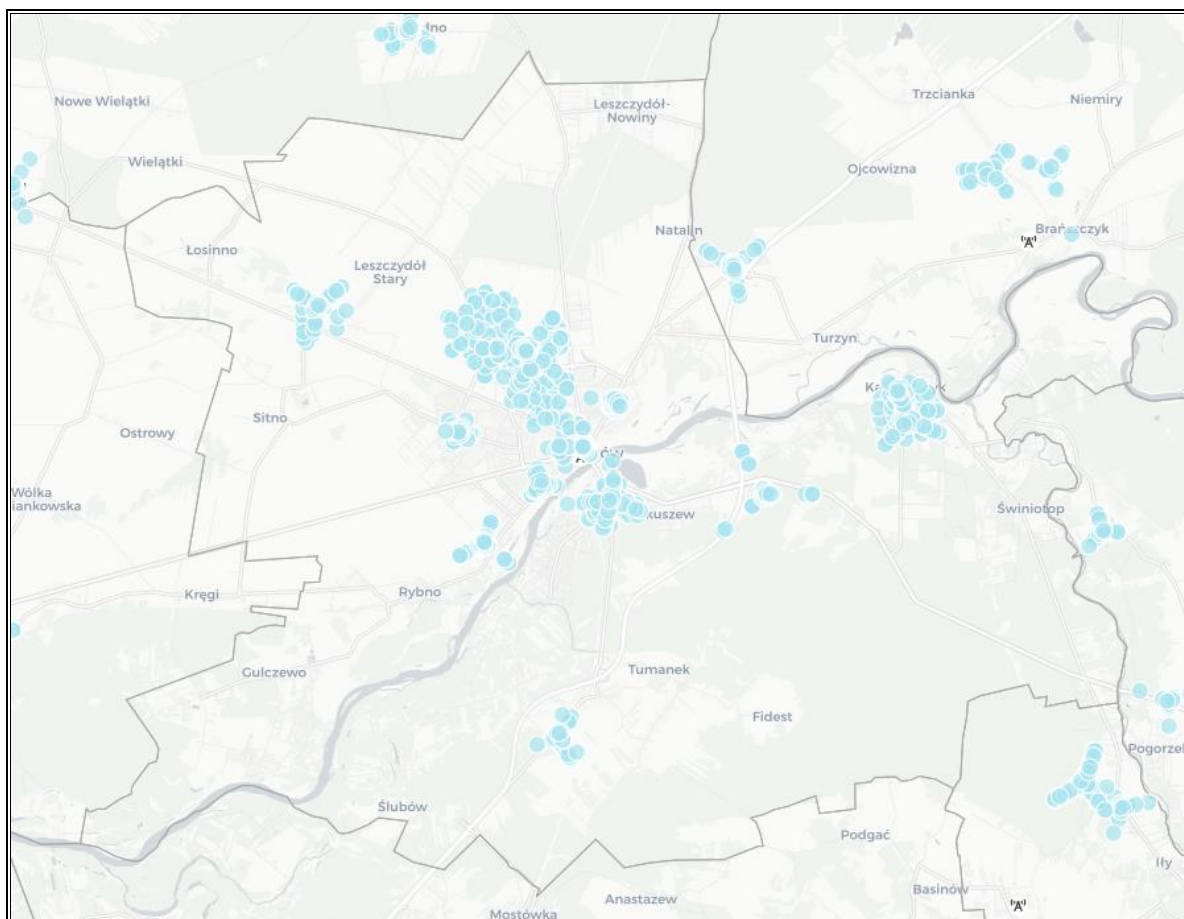 Nowe Wielątki
Leszczydół-
Nowiny
Trzcianka
Niemiry
Wielątki
Ojcowizna
Łosinno
Natalin
Leszczydół
Stary
Turzyn
Sitno
Ostrowy
Wólka
Świniotop
Kręgi
Rybno
Gulczewo
Tumanek
Fidest
Ślubów
Podgać
Iły
Basinów
Anastazew
Mostówka